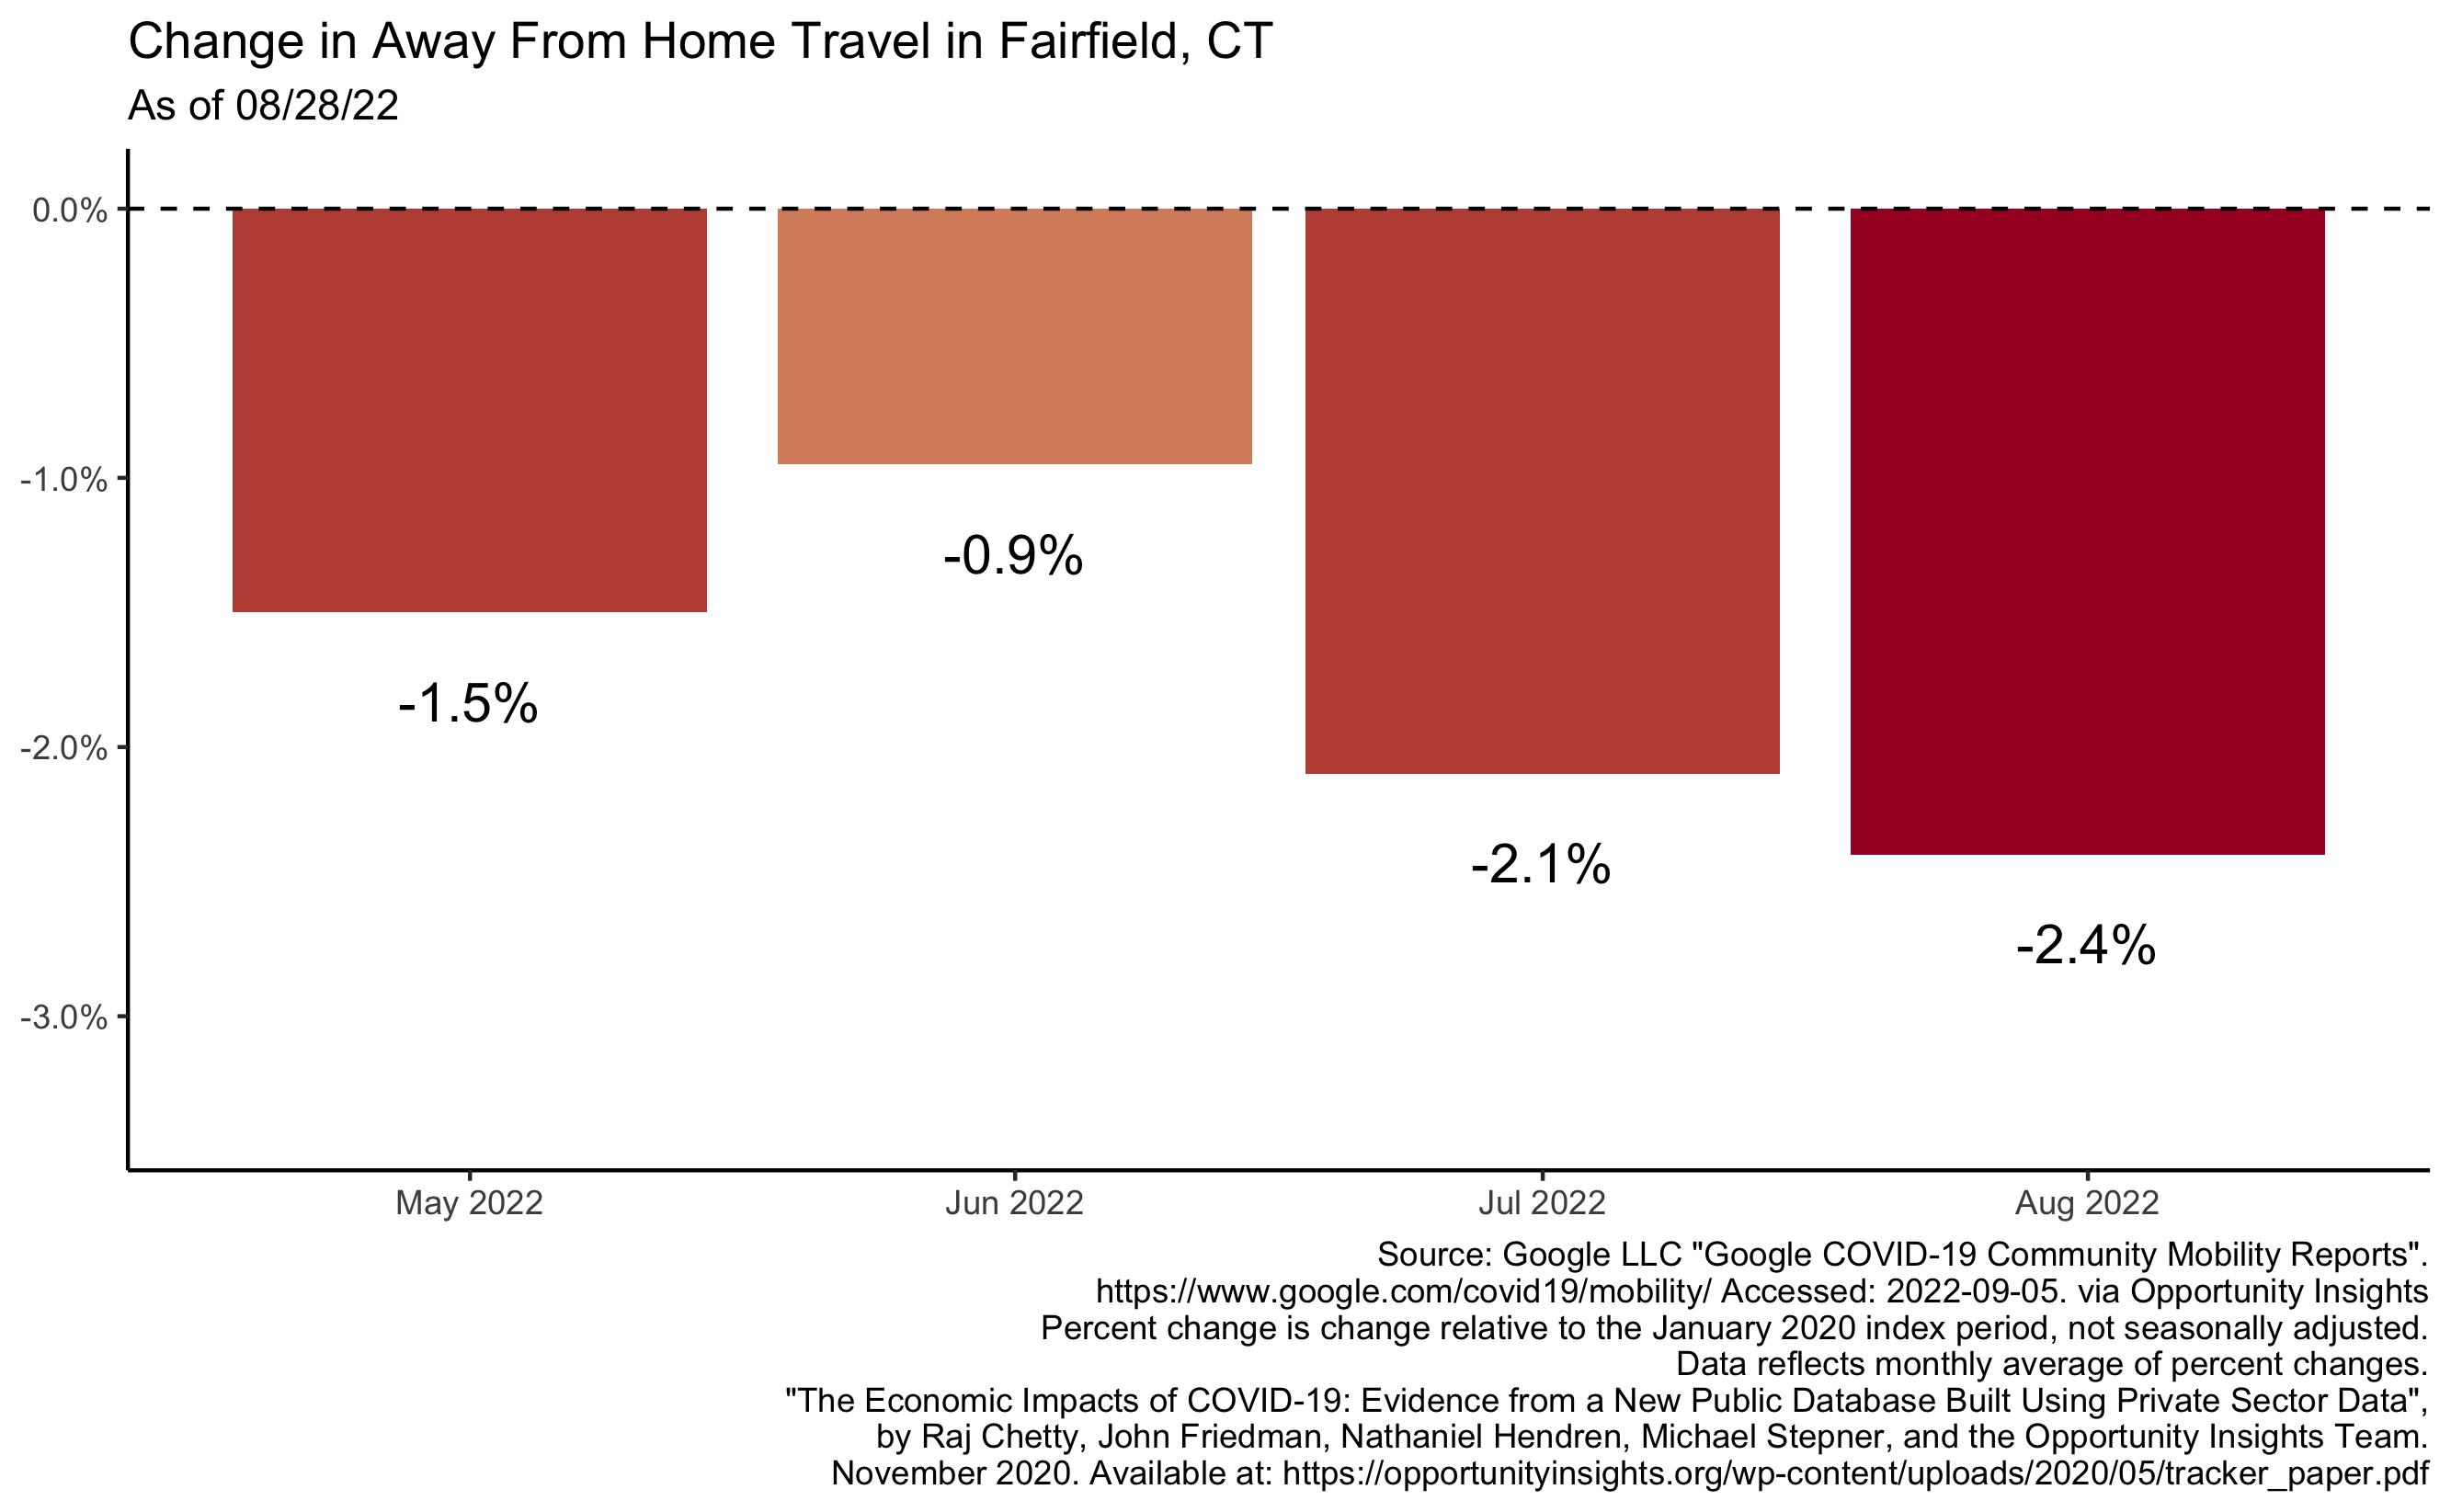 Change in Away From Home Travel in Fairfield, CT
As of 08/28/22
0.0%
-1.0%
-2.0%
-3.0%
-1.5%
-0.9%
-2.1%
-2.4%
May 2022
Jun 2022
Jul 2022
Aug 2022
Source: Google LLC "Google COVID-19 Community Mobility Reports".
https://www.google.com/covid19/mobility/ Accessed: 2022-09-05. via Opportunity Insights
Percent change is change relative to the January 2020 index period, not seasonally adjusted.
Data reflects monthly average of percent changes.
"The Economic Impacts of COVID-19: Evidence from a New Public Database Built Using Private Sector Data",
by Raj Chetty, John Friedman, Nathaniel Hendren, Michael Stepner, and the Opportunity Insights Team.
November 2020. Available at: https://opportunityinsights.org/wp-content/uploads/2020/05/tracker_paper.pdf